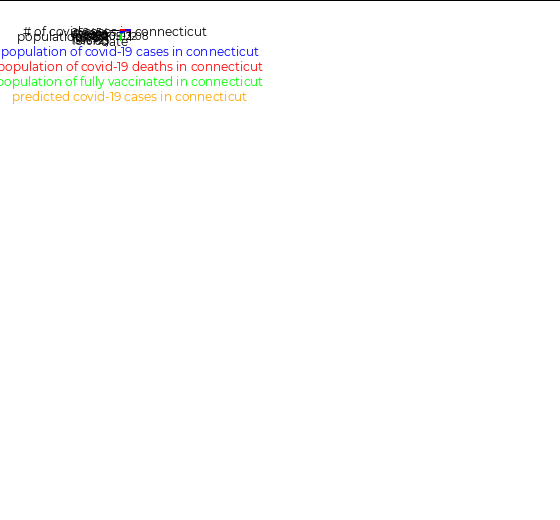 # of covid cases in connecticut
population
date
population of covid-19 cases in connecticut
population of covid-19 deaths in connecticut
population of fully vaccinated in connecticut
predicted covid-19 cases in connecticut